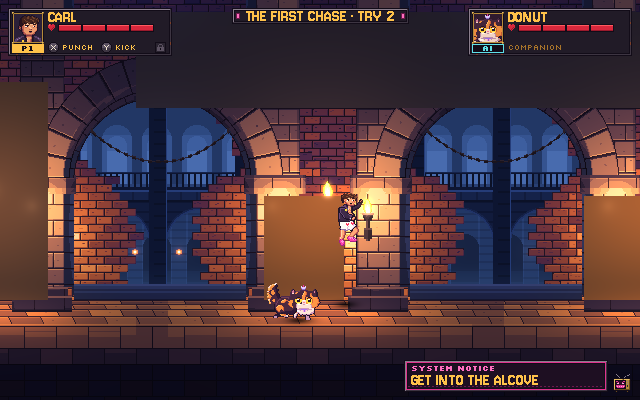 CARL
THE FIRST CHASE · TRY 2
DONUT
P1
X PUNCH Y KICK
AI
COMPANION
SYSTEM NOTICE
GET INTO THE ALCOVE